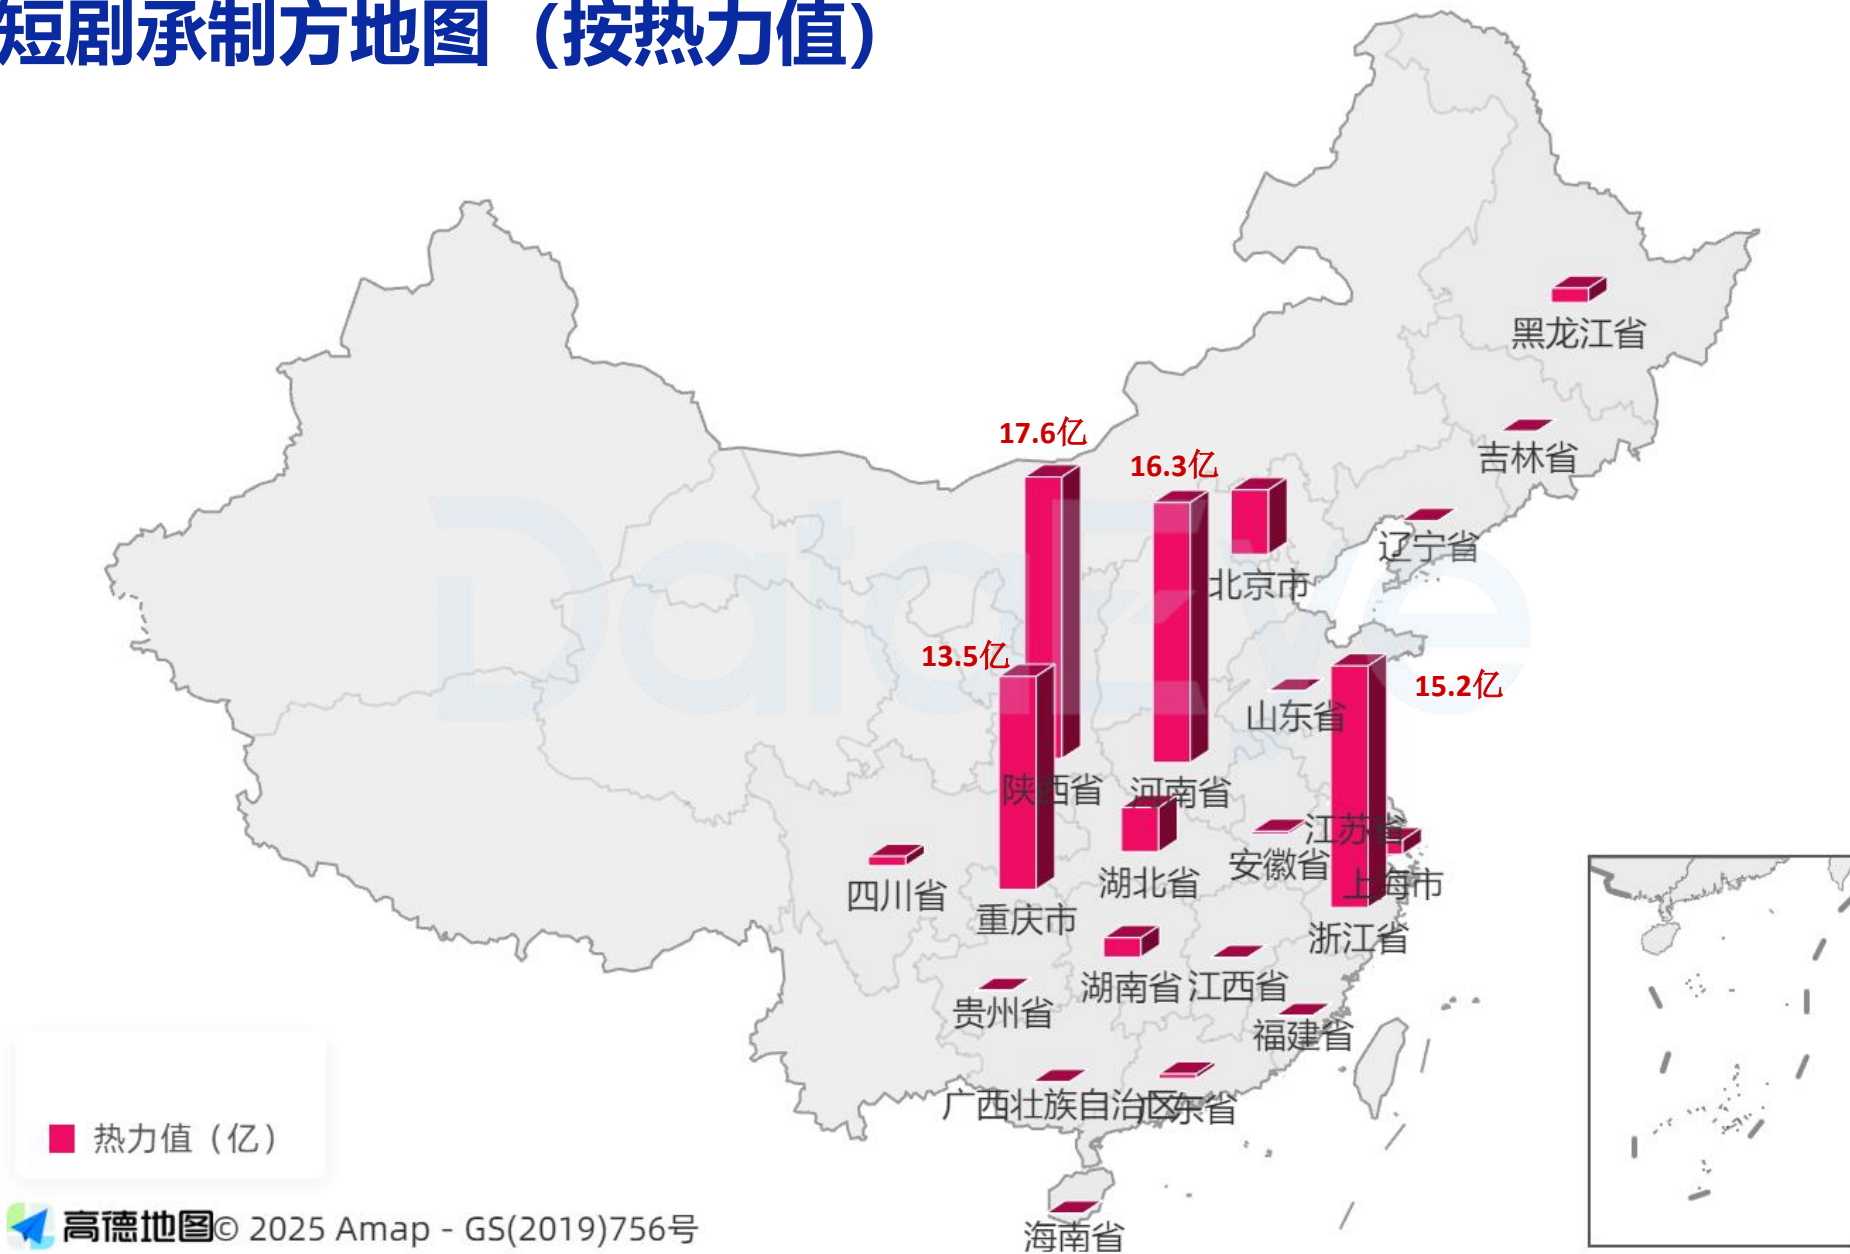 短剧承制方地图（按热力值）
黑龙江省
17.6亿
吉林省
16.3亿
辽宁省
北京市
13.5亿
15.2亿
山东省
陕西省
河南省
江苏省
安徽省
湖北省
四川省
上海市
重庆市
浙江省
湖南省
江西省
贵州省
福建省
广西壮族自治区
广东省
海南省
DataEye
热力值（亿）
高德地图© 2025 Amap - GS(2019)756号